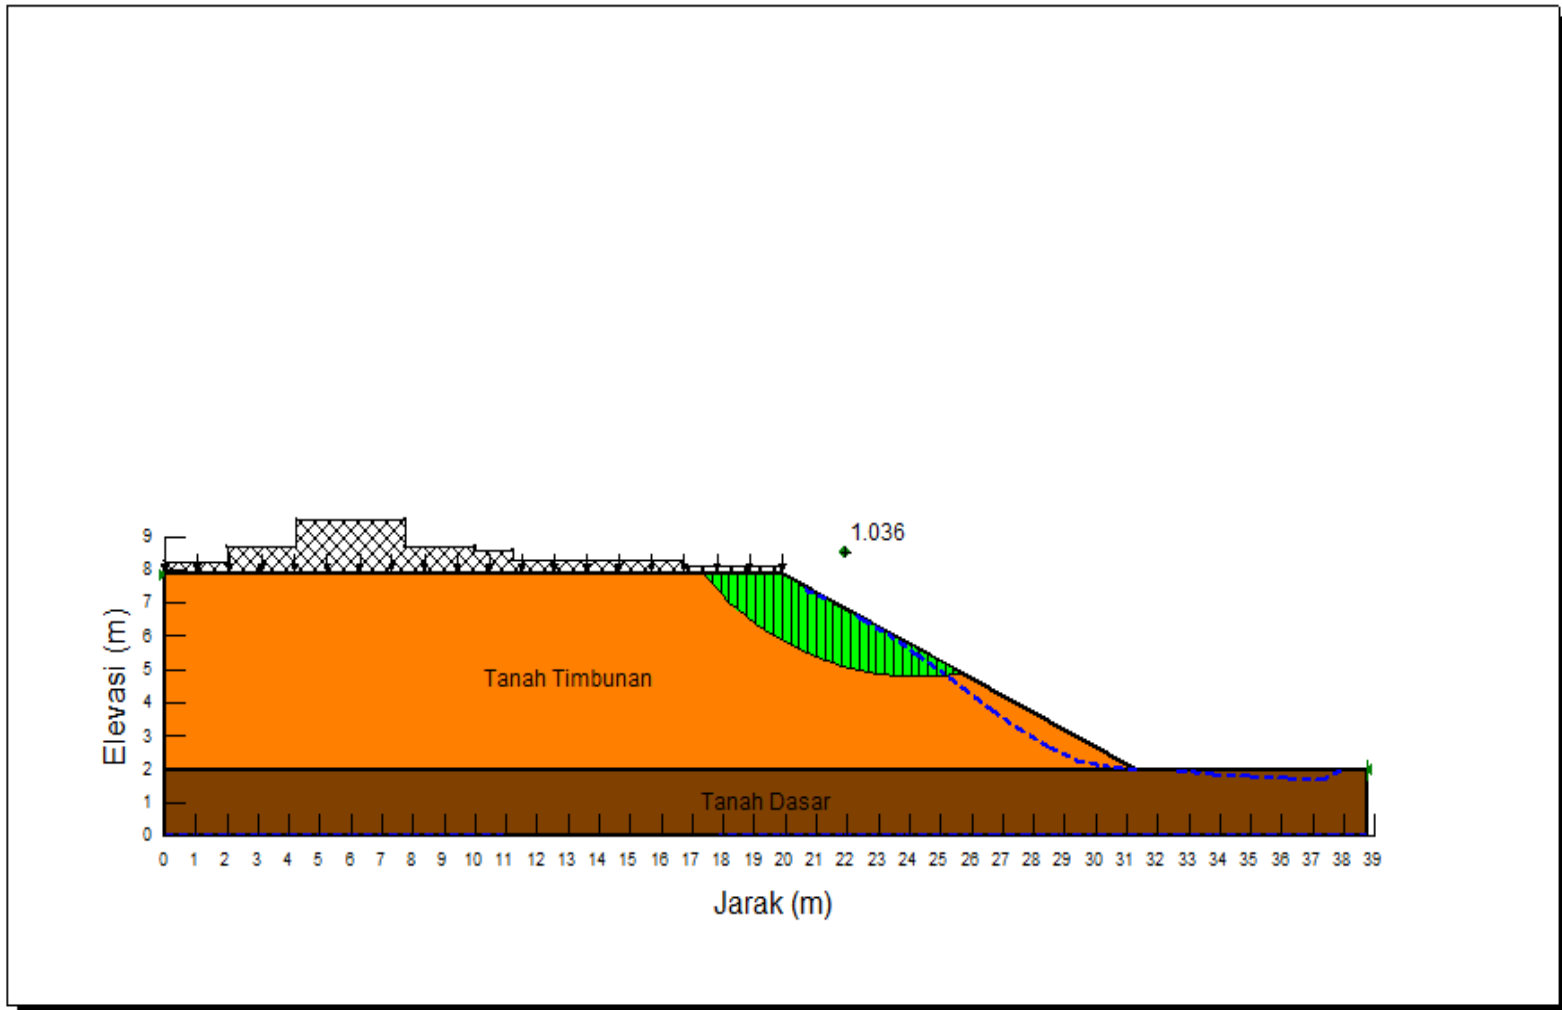 1.036
9
8
7
6
5
4
3
2
1
0
Elevasi (m)
Tanah Timbunan
Tanah Dasar
0 1 2 3 4 5 6 7 8 9 10 11 12 13 14 15 16 17 18 19 20 21 22 23 24 25 26 27 28 29 30 31 32 33 34 35 36 37 38 39
Jarak (m)